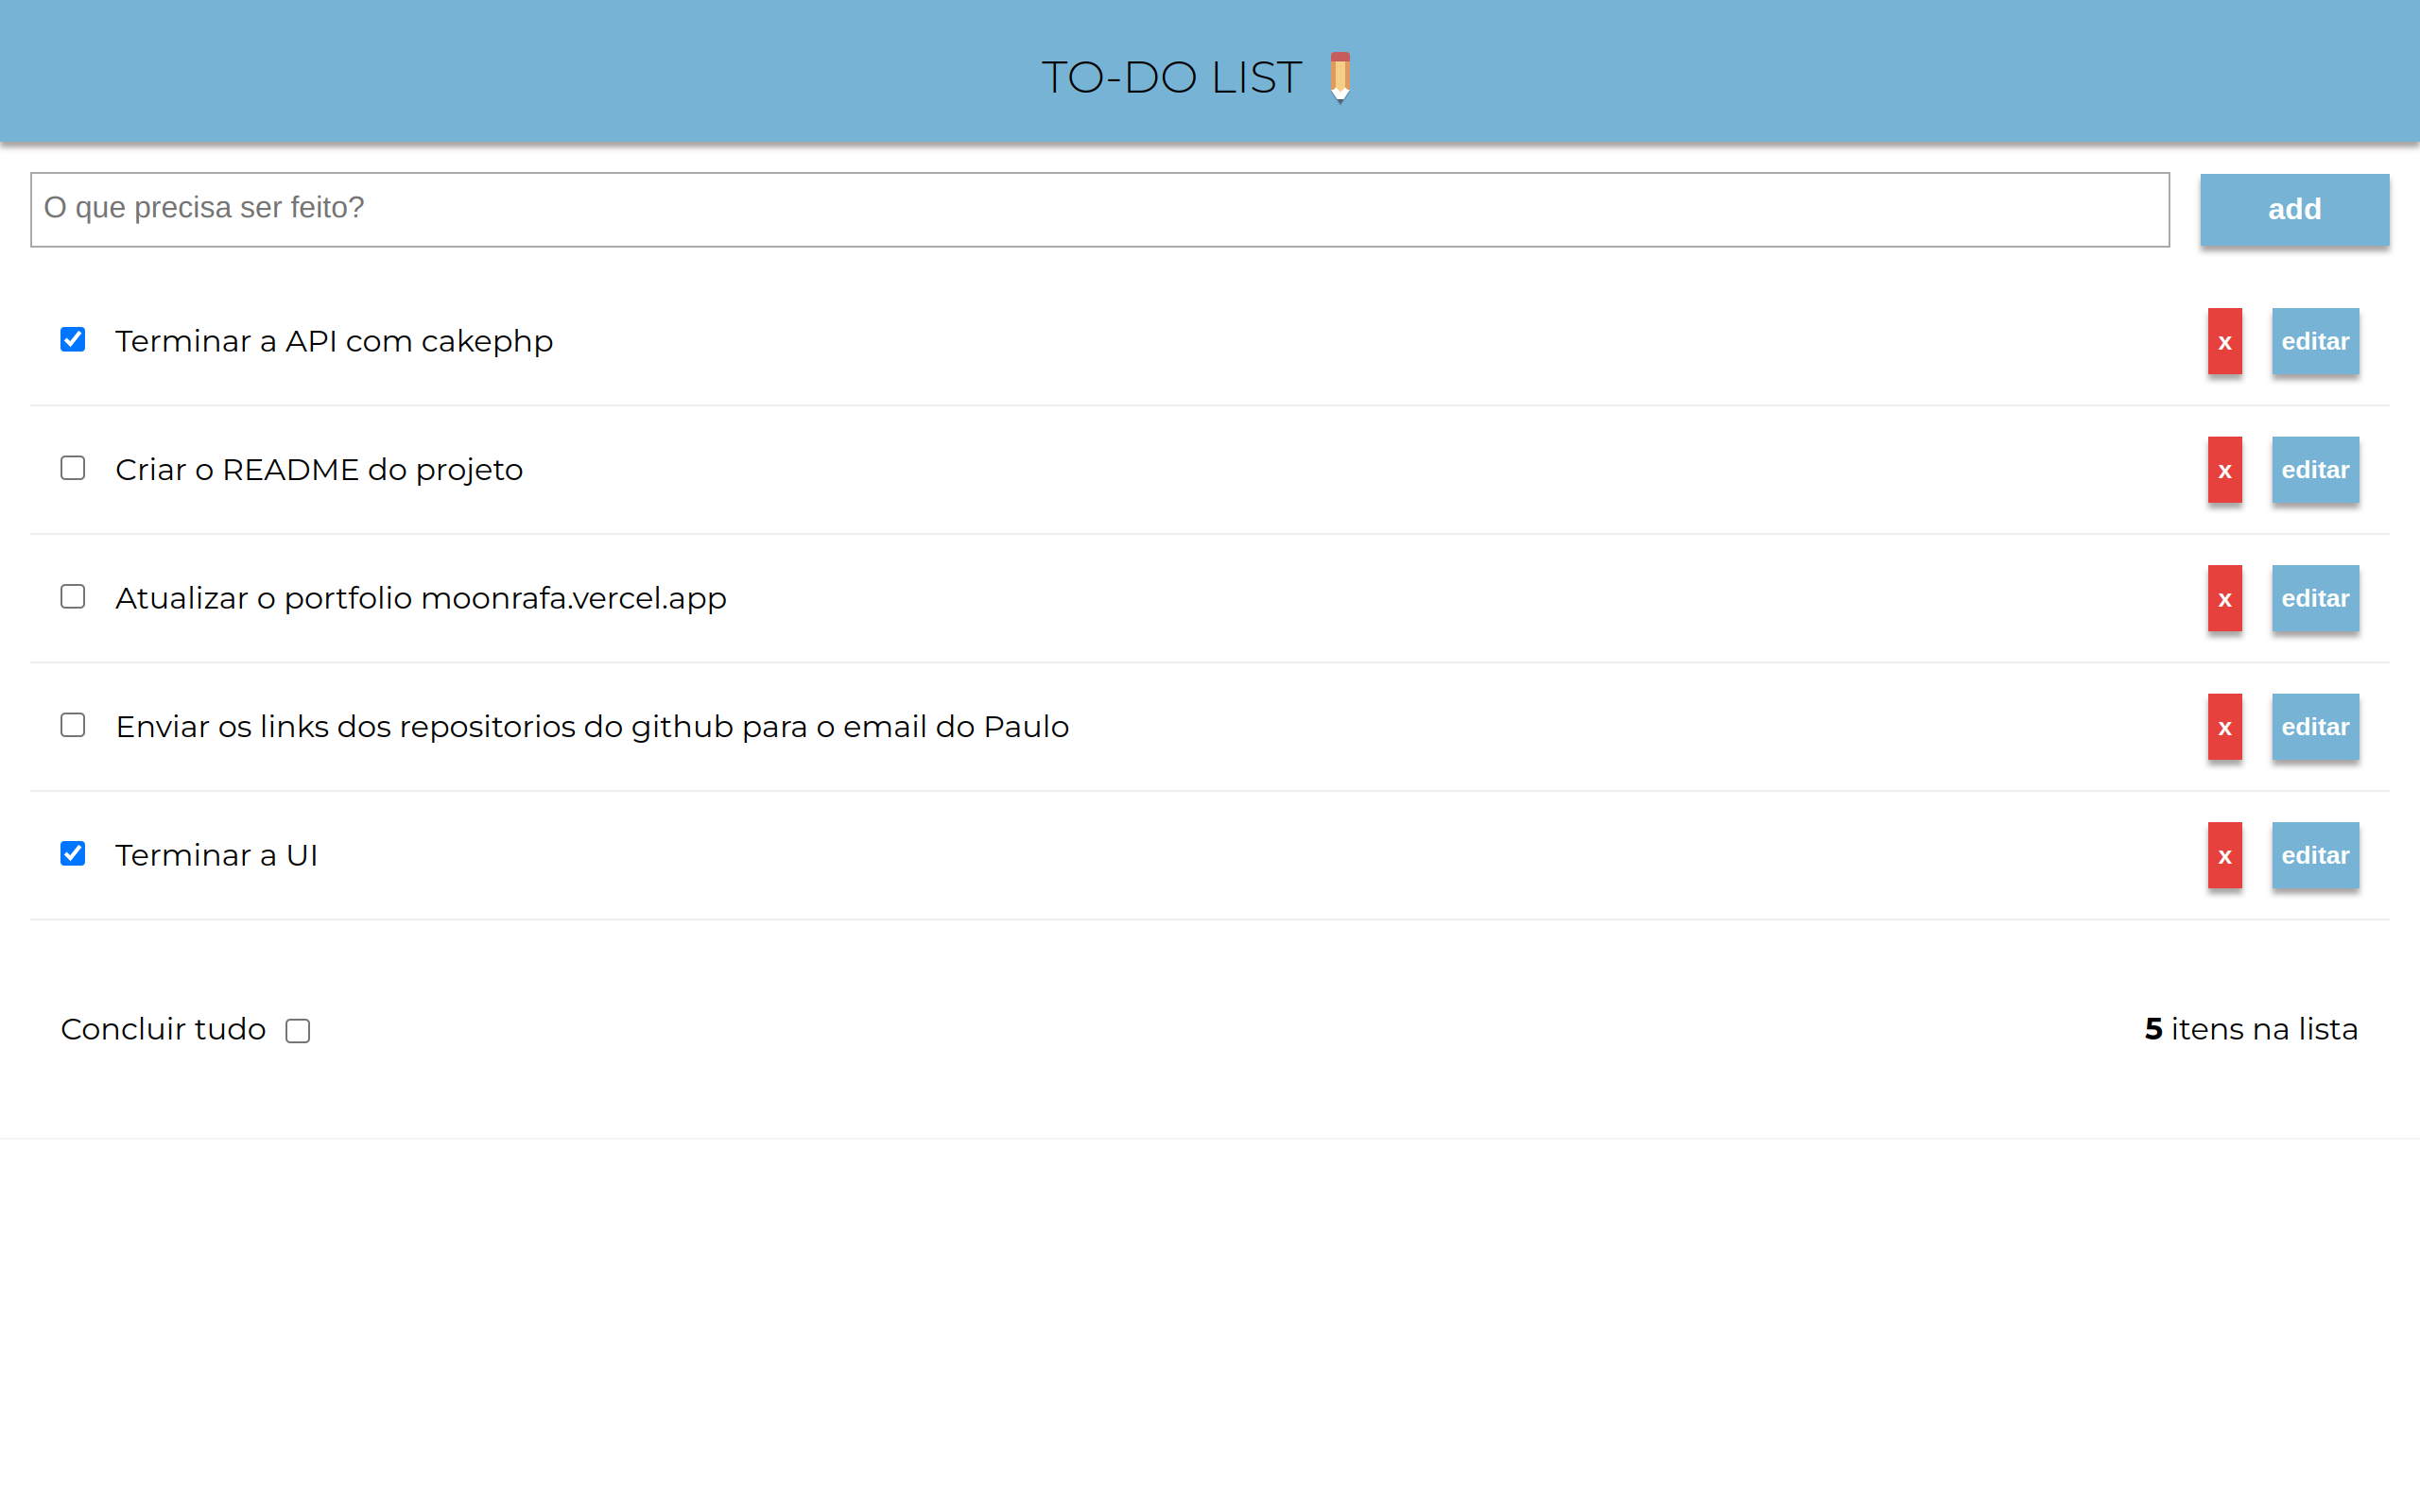 TO-DO LIST
O que precisa ser feito?
add
Terminar a API com cakephp x editar
Criar o README do projeto x editar
Atualizar o portfolio moonrafa.vercel.app x editar
Enviar os links dos repositorios do github para o email do Paulo x editar
Terminar a UI x editar
Concluir tudo
5 itens na lista